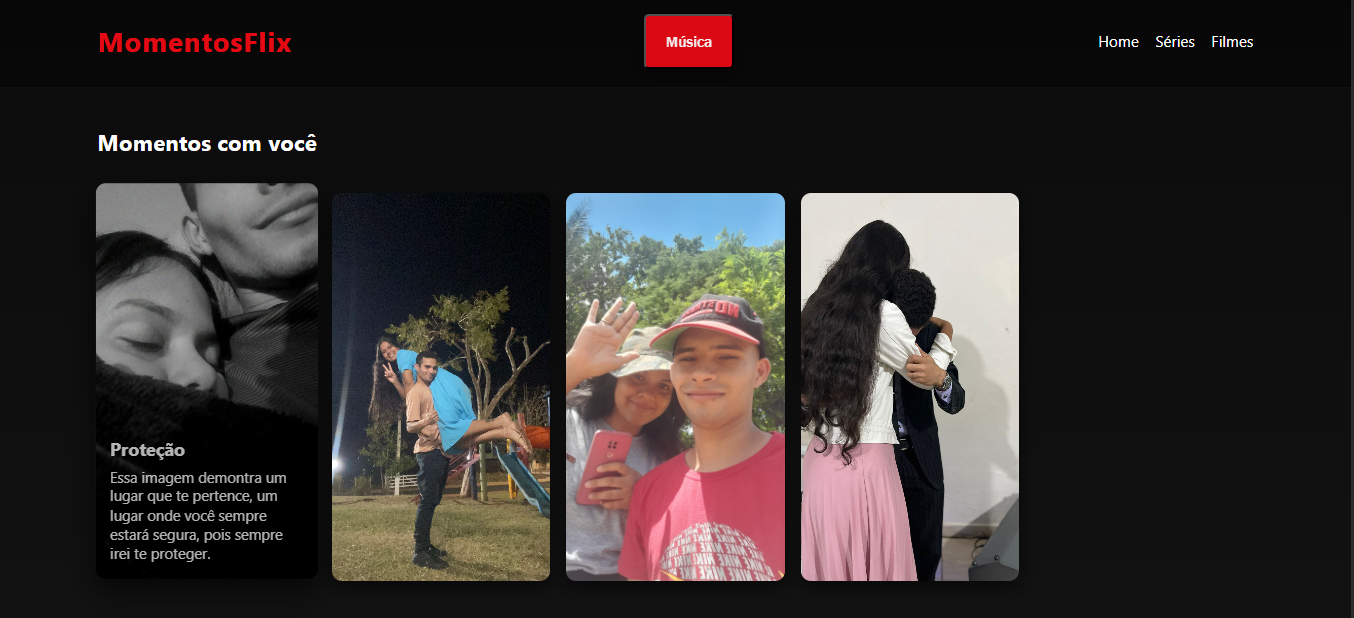 MomentosFlix
Música
Home Séries Filmes
Momentos com você
Proteção
Essa imagem demontra um
lugar que te pertence, um
lugar onde você sempre
estará segura, pois sempre
irei te proteger.